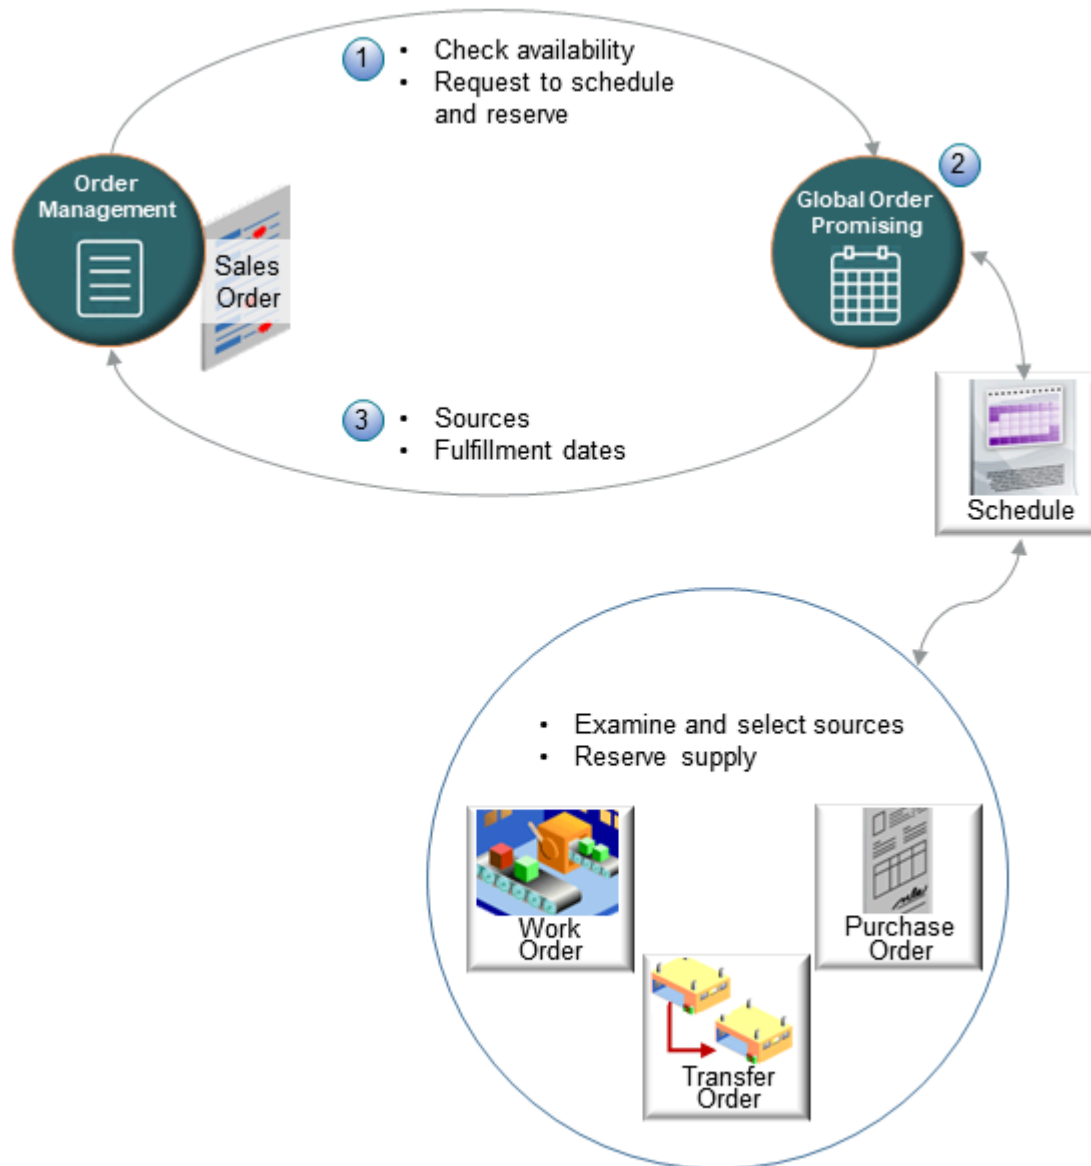 1
• Check availability
• Request to schedule
and reserve
2
Order
Management
Global Order
Promising
Sales
Order
3
• Sources
• Fulfillment dates
Schedule
• Examine and select sources
• Reserve supply
Work
Order
Purchase
Order
Transfer
Order